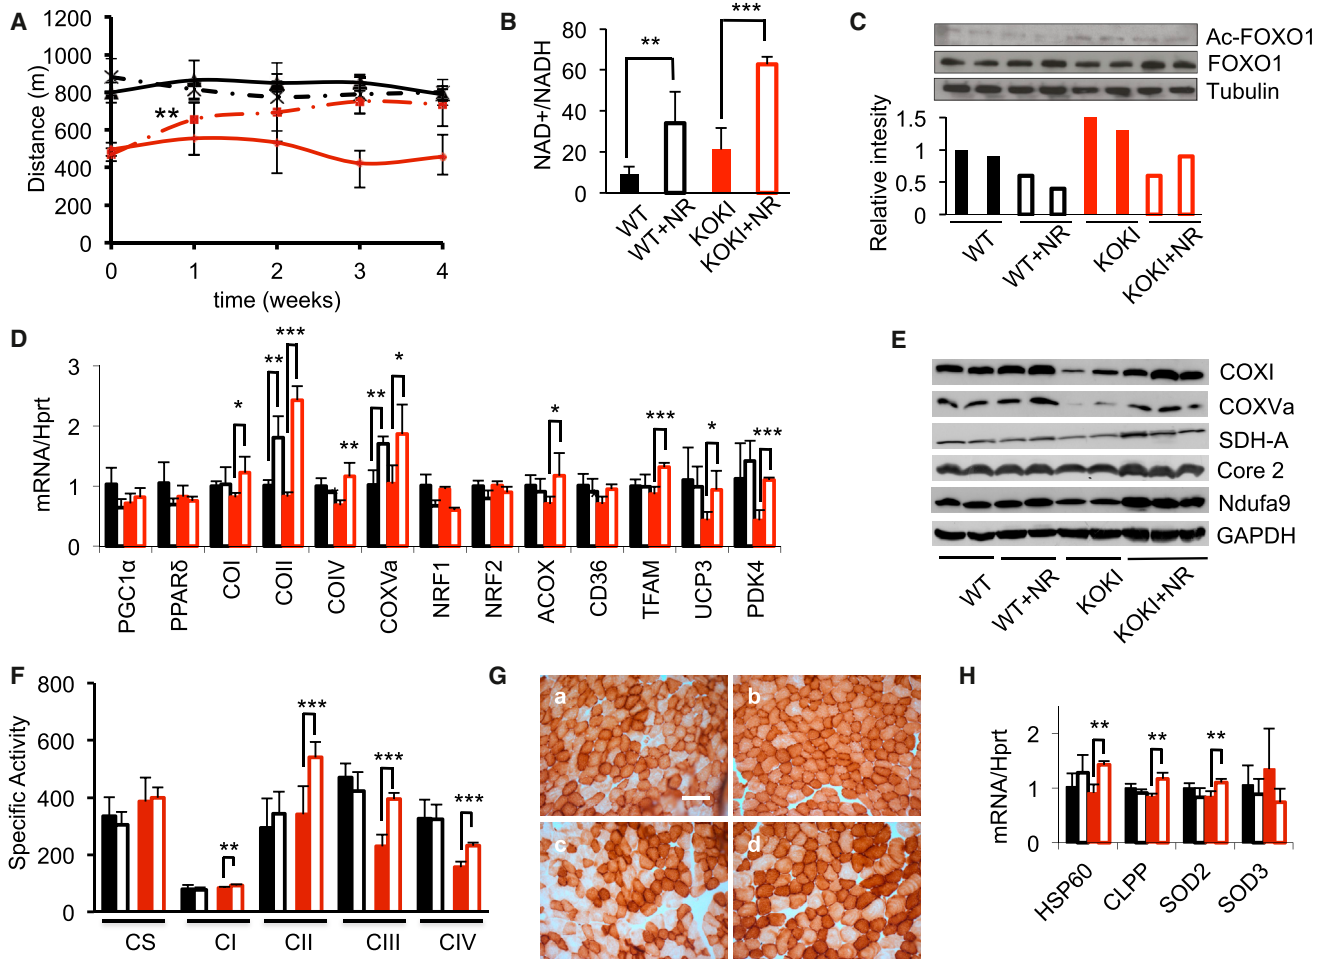 A
1200
1000
800
600
400
200
0
Distance (m)
**
0 1 2 3 4
time (weeks)
B
80
60
40
20
0
NAD+/NADH
**
***
WT
WT+NR
KOKI
KOKI+NR
C
Ac-FOXO1
FOXO1
Tubulin
1.5
1
0.5
0
Relative intesity
WT
WT+NR
KOKI
KOKI+NR
D
3
2
1
0
mRNA/Hprt
*
**
***
**
**
*
*
***
*
***
PGC1α
PPARδ
COI
COII
COIV
COXVa
NRF1
NRF2
ACOX
CD36
TFAM
UCP3
PDK4
E
COXI
COXVa
SDH-A
Core 2
Ndufa9
GAPDH
WT
WT+NR
KOKI
KOKI+NR
F
800
600
400
200
0
Specific Activity
**
***
***
***
CS CI CII CIII CIV
G
a
b
c
d
H
2
1
0
mRNA/Hprt
**
**
**
HSP60
CLPP
SOD2
SOD3